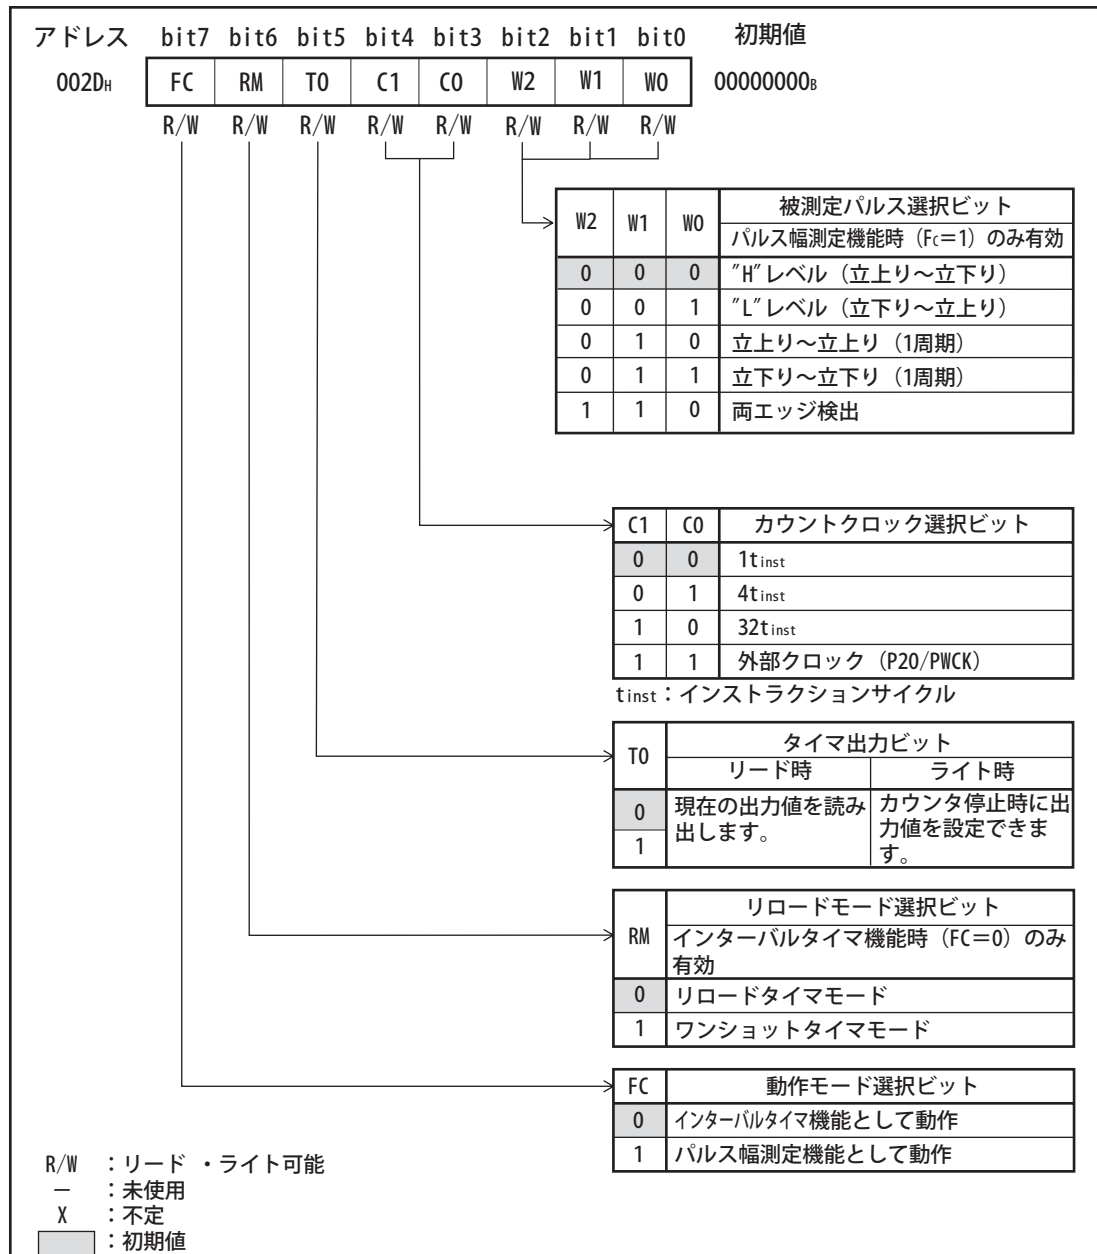 アドレス bit7 bit6 bit5 bit4 bit3 bit2 bit1 bit0 初期値
002DH FC RM TO C1 C0 W2 W1 W0 00000000B
R/W R/W R/W R/W R/W R/W R/W R/W
W2 W1 W0 被測定パルス選択ビット
パルス幅測定機能時（Fc＝1）のみ有効
0 0 0 ″H″レベル（立上り～立下り）
0 0 1 ″L″レベル（立下り～立上り）
0 1 0 立上り～立上り（1周期）
0 1 1 立下り～立下り（1周期）
1 1 0 両エッジ検出
C1 C0 カウントクロック選択ビット
0 0 1tinst
0 1 4tinst
1 0 32tinst
1 1 外部クロック（P20/PWCK）
tinst：インストラクションサイクル
TO タイマ出力ビット
リード時 ライト時
0 現在の出力値を読み カウンタ停止時に出
1 出します。 力値を設定できま
す。
RM リロードモード選択ビット
インターバルタイマ機能時（FC＝0）のみ
有効
0 リロードタイマモード
1 ワンショットタイマモード
FC 動作モード選択ビット
0 インターバルタイマ機能として動作
1 パルス幅測定機能として動作
R/W ：リード ・ライト可能
－ ：未使用
X ：不定
：初期値